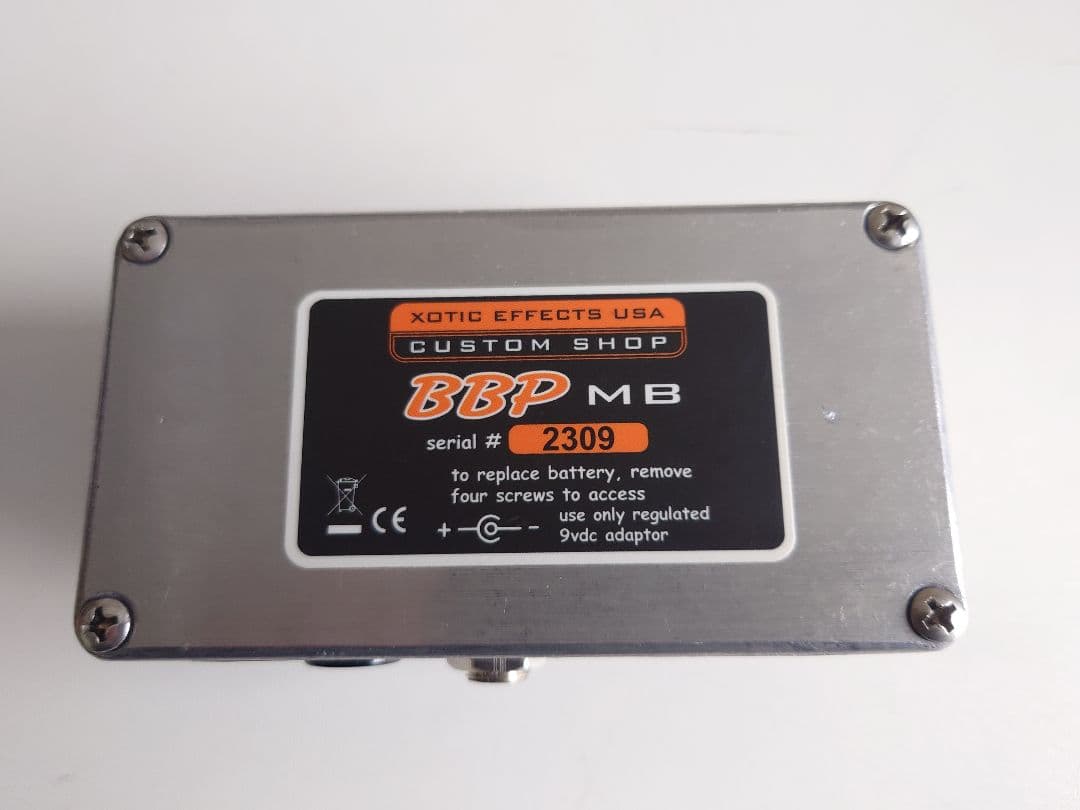 XOTIC EFFECTS USA
CUSTOM SHOP
BBP MB
serial # 2309
to replace battery, remove
four screws to access
use only regulated
9vdc adaptor
CE + -